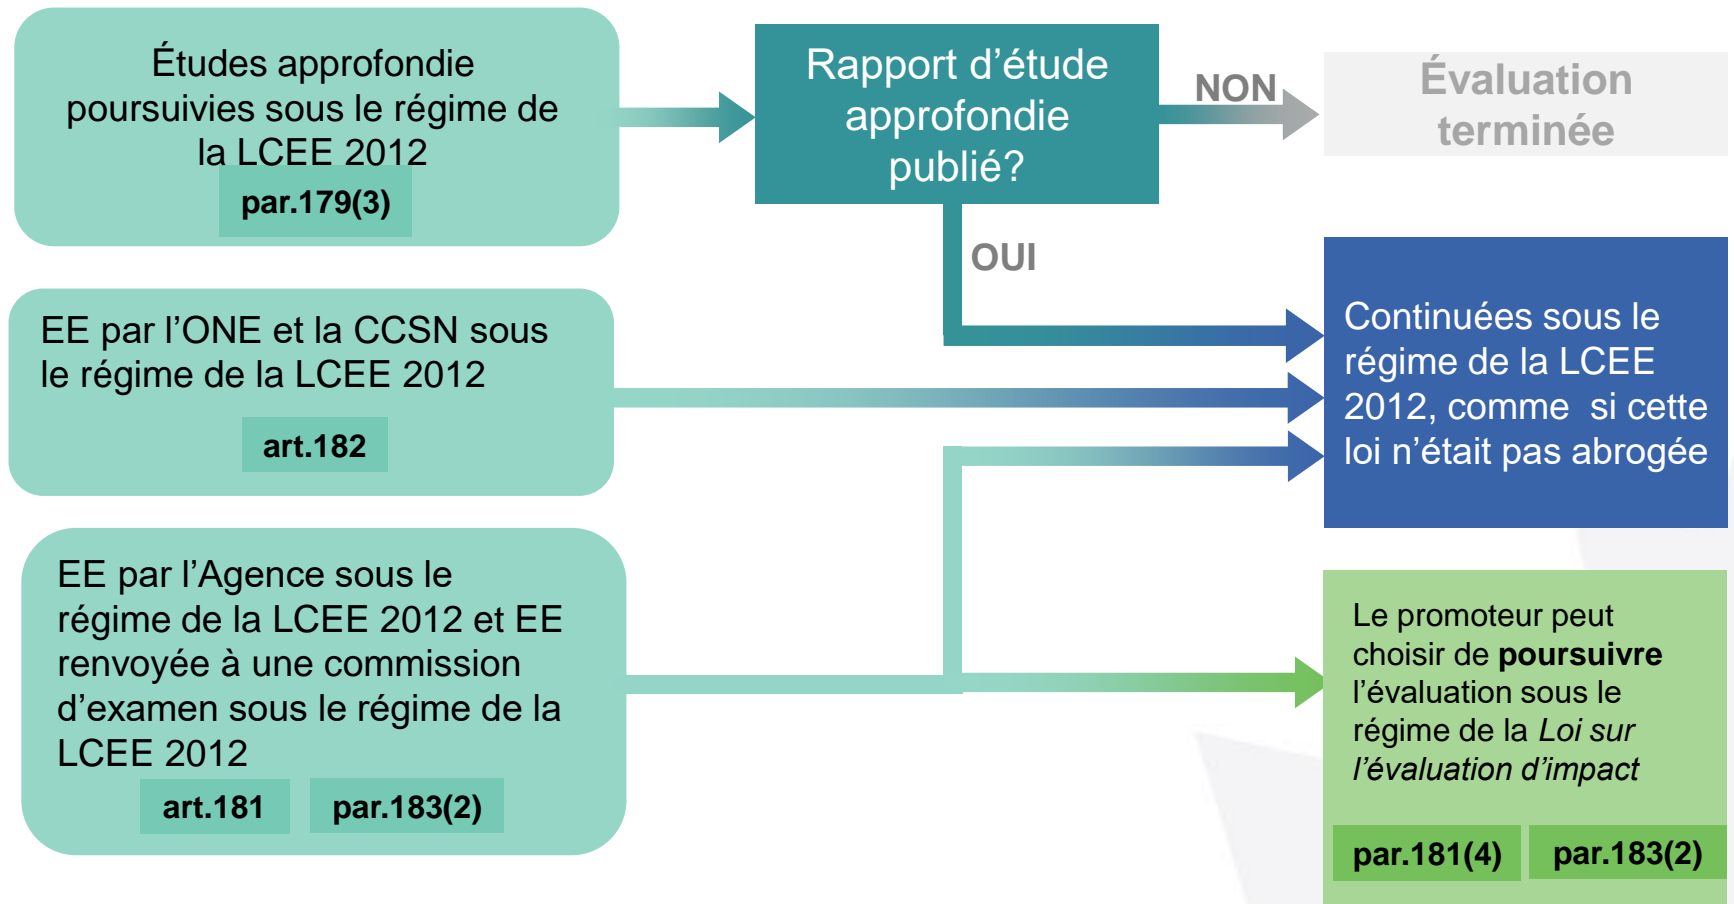 Études approfondie
poursuivies sous le régime de
la LCEE 2012
par.179(3)
Rapport d’étude
approfondie
publié?
NON
Évaluation
terminée
OUI
EE par l’ONE et la CCSN sous
le régime de la LCEE 2012
art.182
Continuées sous le
régime de la LCEE
2012, comme si cette
loi n’était pas abrogée
EE par l’Agence sous le
régime de la LCEE 2012 et EE
renvoyée à une commission
d’examen sous le régime de la
LCEE 2012
art.181
par.183(2)
Le promoteur peut
choisir de poursuivre
l’évaluation sous le
régime de la Loi sur
l’évaluation d’impact
par.181(4)
par.183(2)